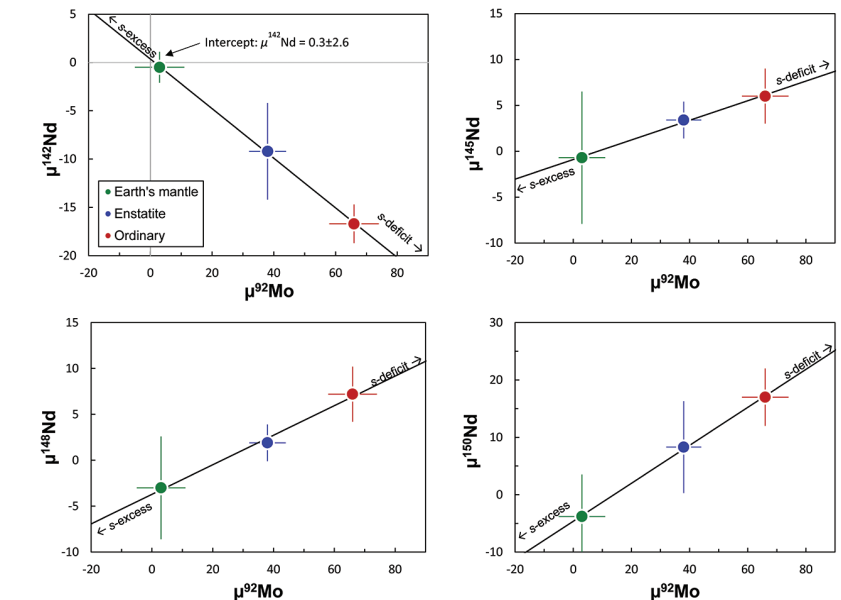 5
0
-5
-10
-15
-20
-20
0
20
40
60
80
μ142Nd
μ92Mo
← s-excess
Intercept: μ142Nd = 0.3±2.6
s-deficit →
Earth's mantle
Enstatite
Ordinary
15
10
5
0
-5
-10
-20
0
20
40
60
80
μ145Nd
μ92Mo
s-deficit →
← s-excess
15
10
5
0
-5
-10
-20
0
20
40
60
80
μ148Nd
μ92Mo
s-deficit →
← s-excess
30
20
10
0
-10
-20
0
20
40
60
80
μ150Nd
μ92Mo
s-deficit →
← s-excess